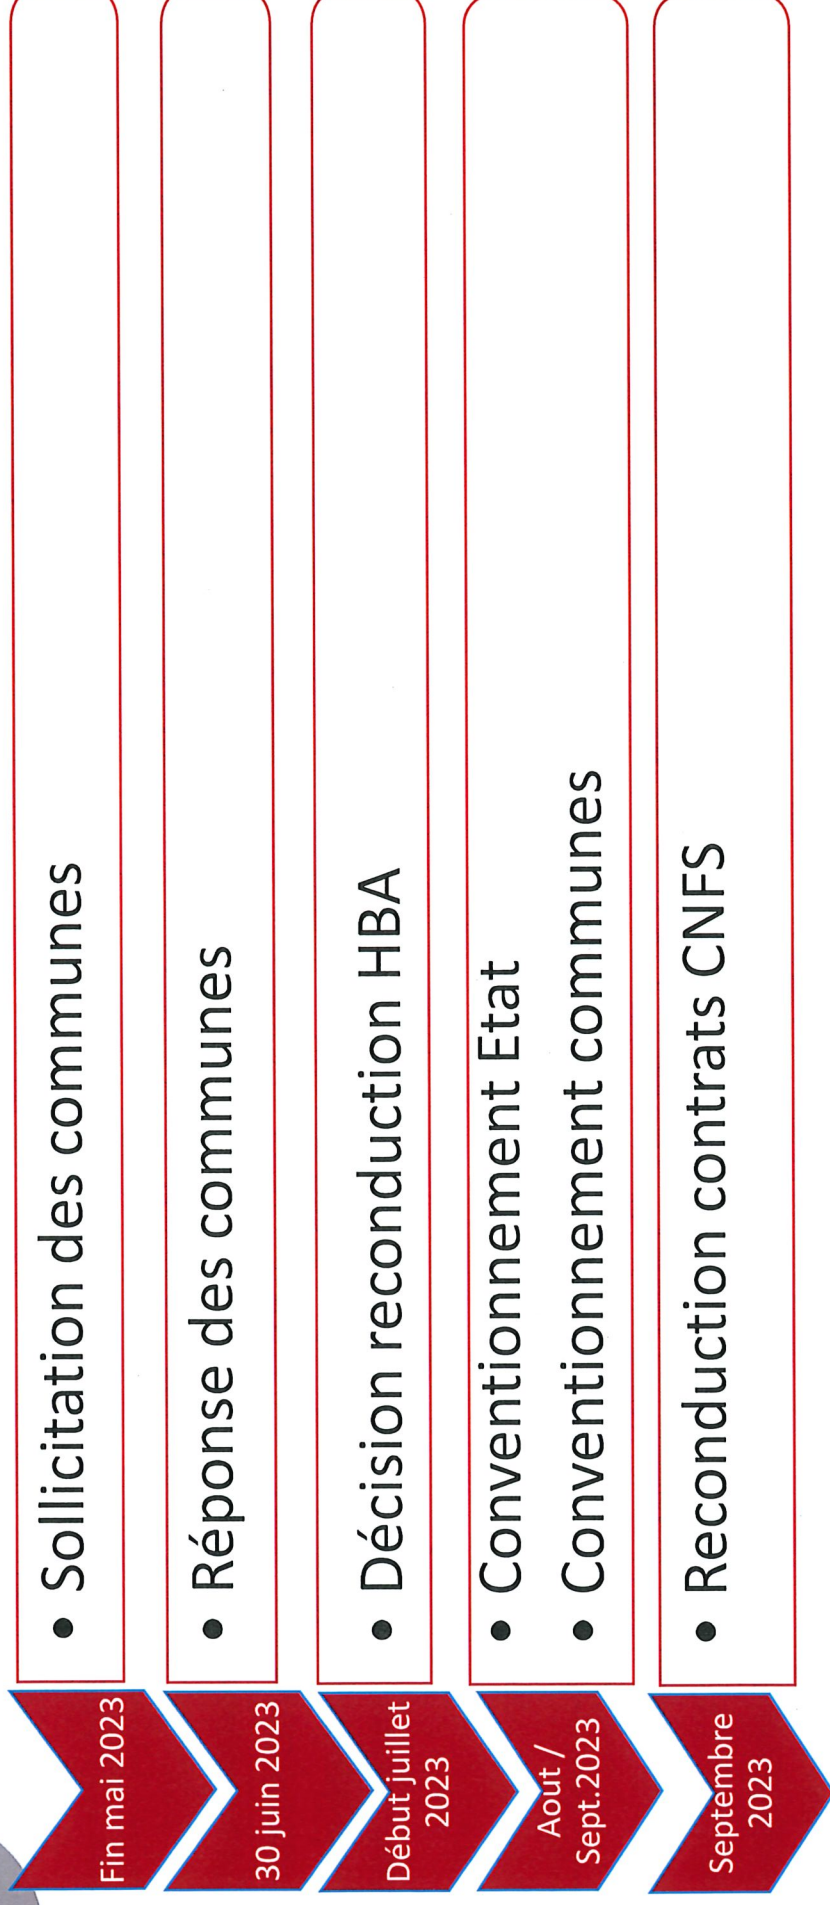 Fin mai 2023
• Sollicitation des communes
30 juin 2023
• Réponse des communes
Début juillet
2023
• Décision reconduction HBA
Aout /
Sept.2023
• Conventionnement Etat
• Conventionnement communes
Septembre
2023
• Reconduction contrats CNFS